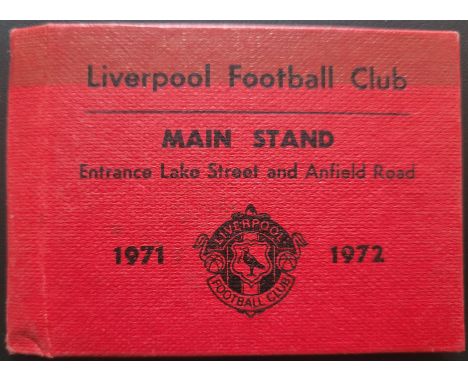 Liverpool Football Club
MAIN STAND
Entrance Lake Street and Anfield Road
1971 1972
LIVERPOOL
FOOTBALL CLUB